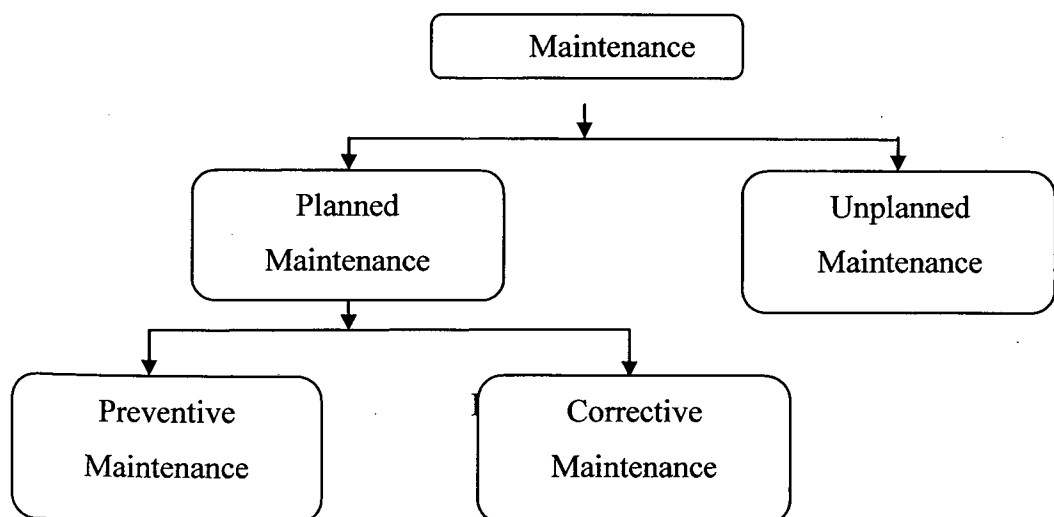 Maintenance
Planned
Maintenance
Unplanned
Maintenance
Preventive
Maintenance
Corrective
Maintenance